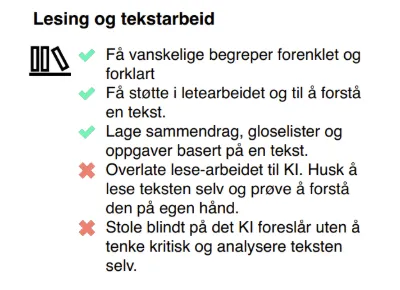 Lesing og tekstarbeid
Få vanskelige begreper forenklet og
forklart
Få støtte i letearbeidet og til å forstå
en tekst.
Lage sammendrag, gloselister og
oppgaver basert på en tekst.
Overlate lese-arbeidet til KI. Husk å
lese teksten selv og prøve å forstå
den på egen hånd.
Stole blindt på det KI foreslår uten å
tenke kritisk og analysere teksten
selv.